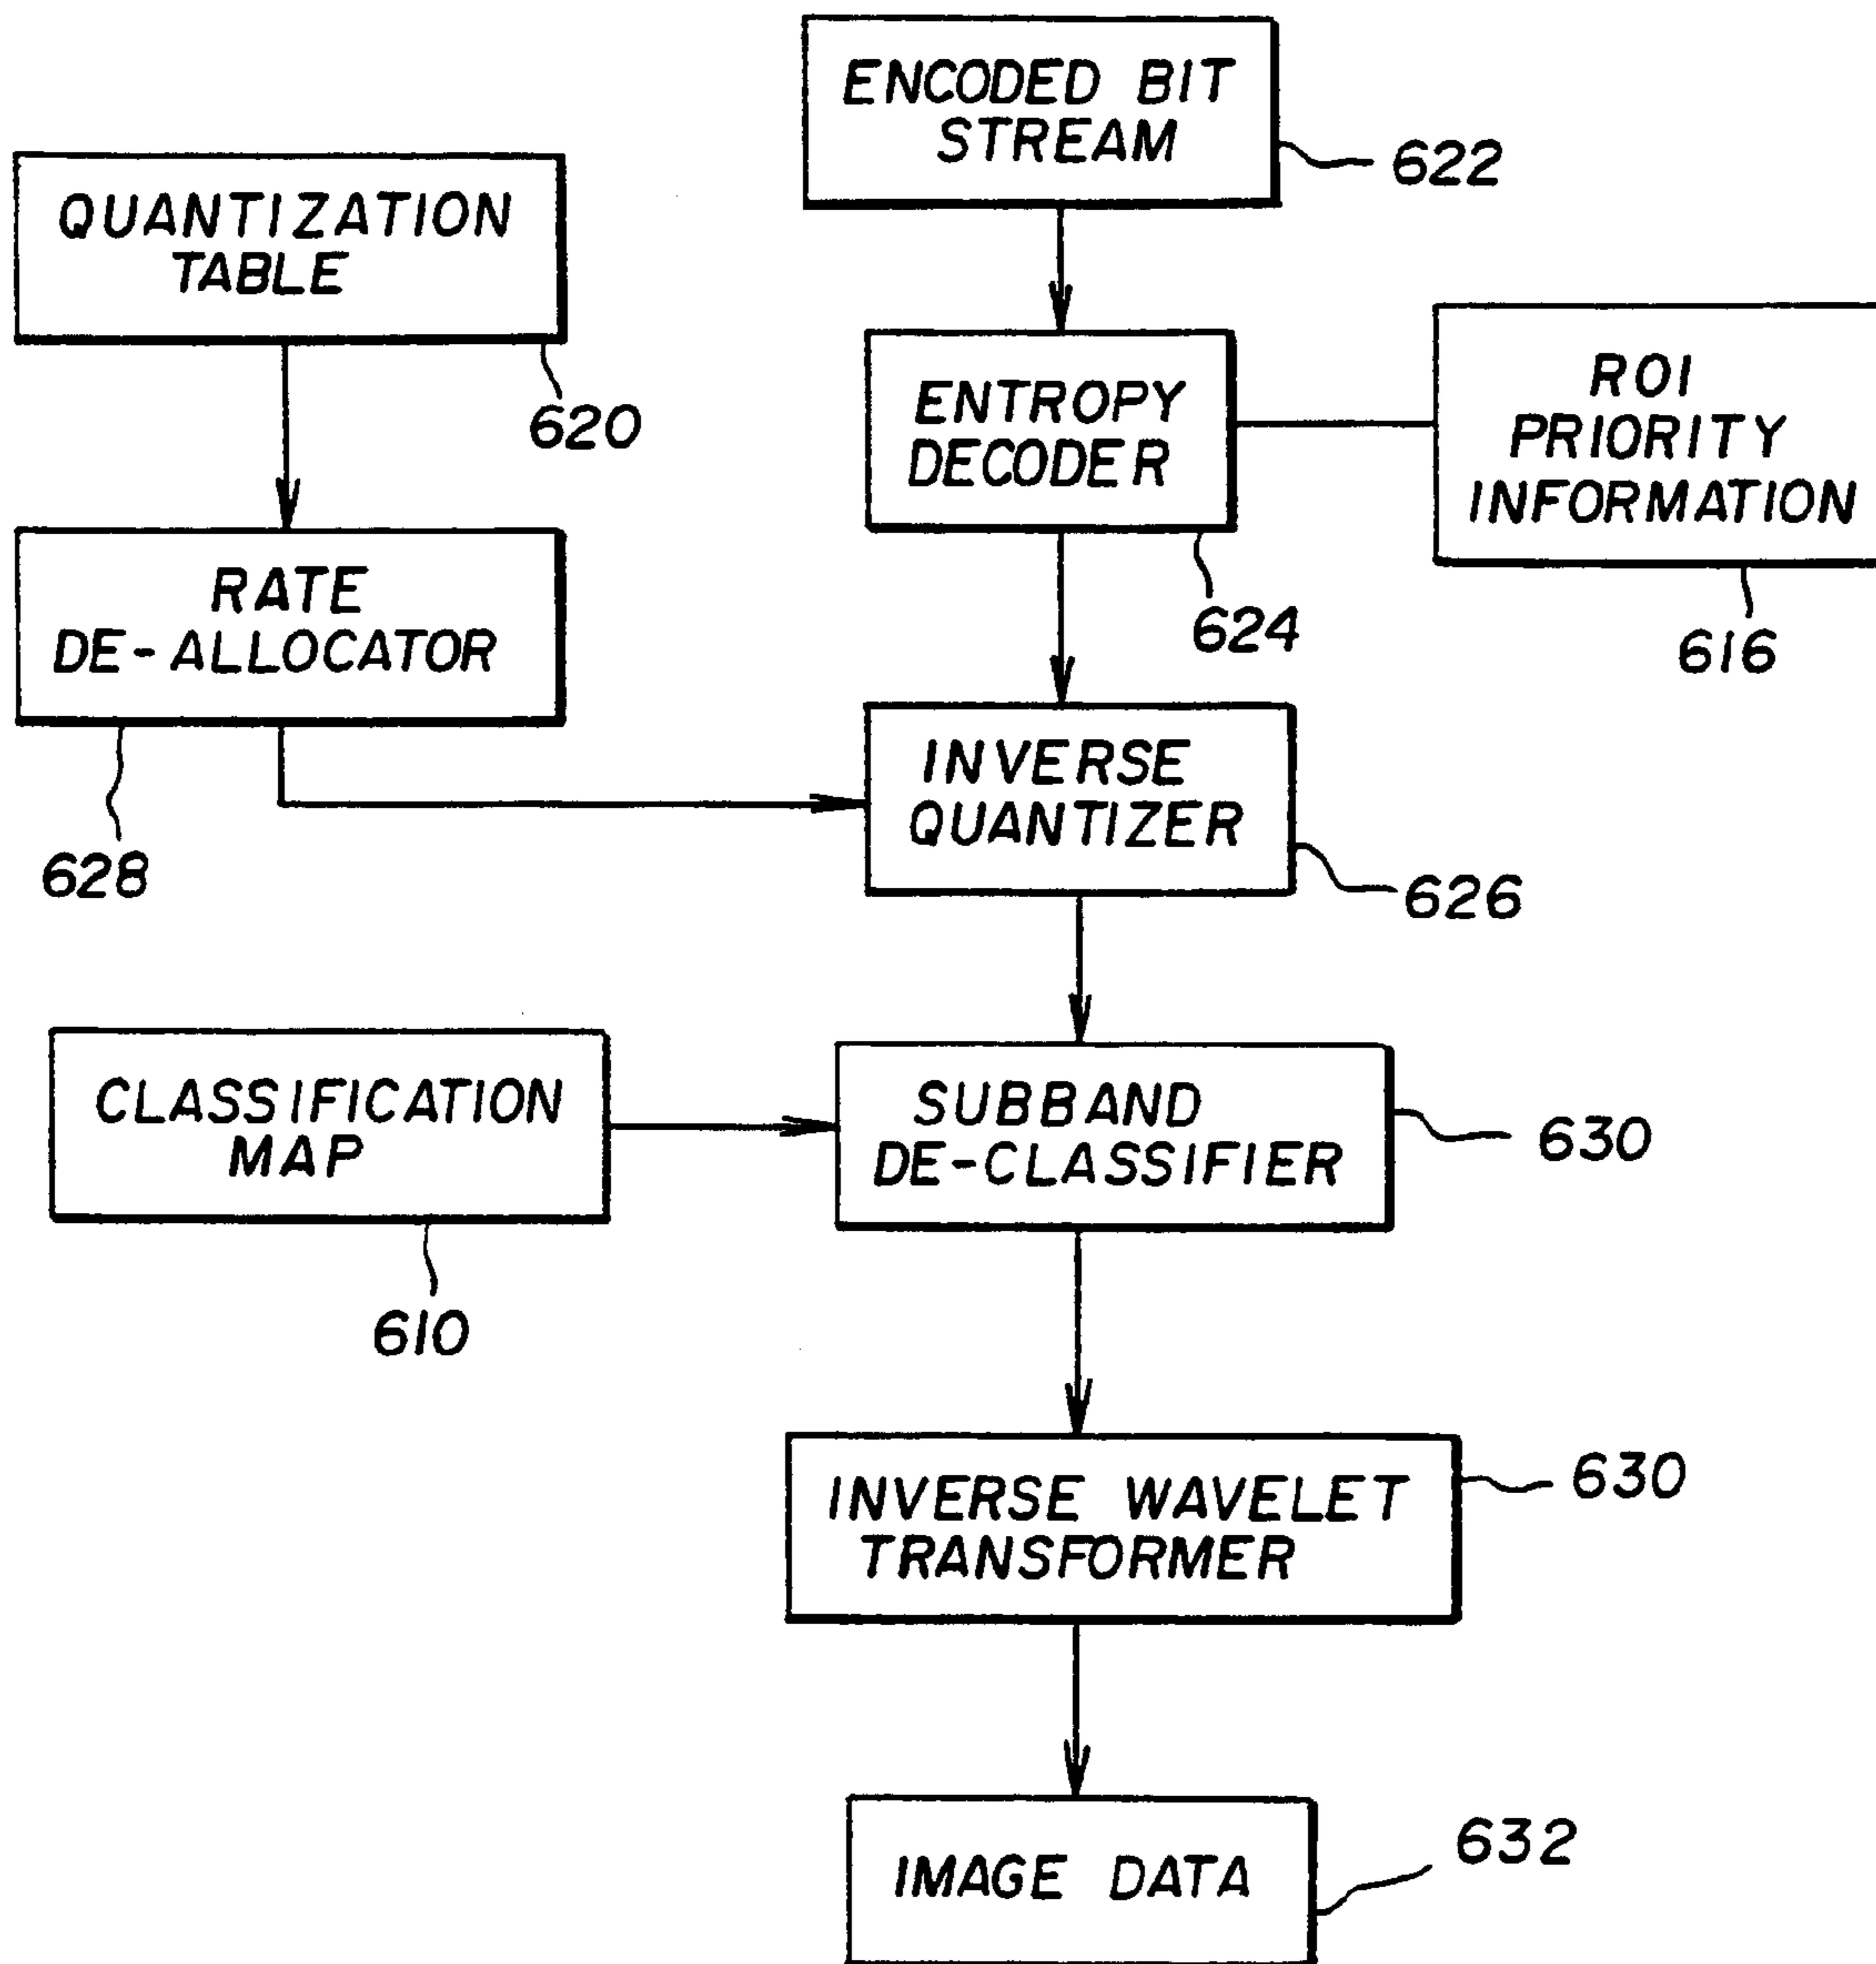 ENCODED BIT
STREAM
622
QUANTIZATION
TABLE
620
ENTROPY
DECODER
624
ROI
PRIORITY
INFORMATION
616
RATE
DE-ALLOCATOR
628
INVERSE
QUANTIZER
626
CLASSIFICATION
MAP
610
SUBBAND
DE-CLASSIFIER
630
INVERSE WAVELET
TRANSFORMER
630
IMAGE DATA
632